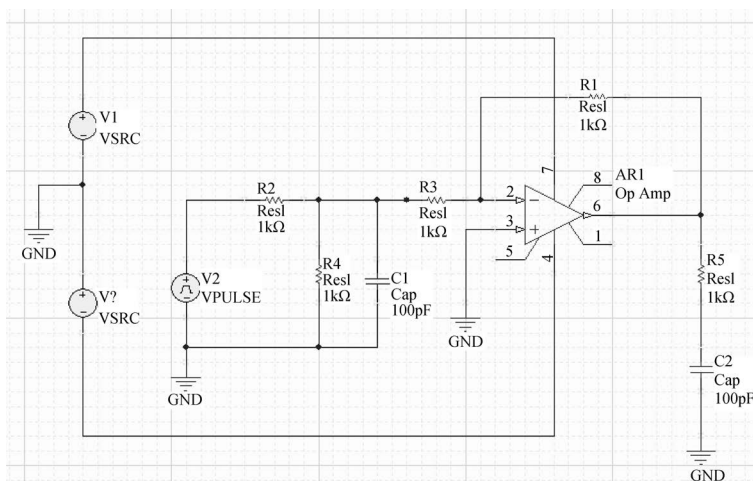 R1
Resl
1kΩ
V1
VSRC
7
8
AR1
Op Amp
R2
Resl
1kΩ
R3
Resl
1kΩ
2
6
3
1
5
4
GND
R4
Resl
1kΩ
C1
Cap
100pF
V2
VPULSE
R5
Resl
1kΩ
V?
VSRC
GND
C2
Cap
100pF
GND
GND